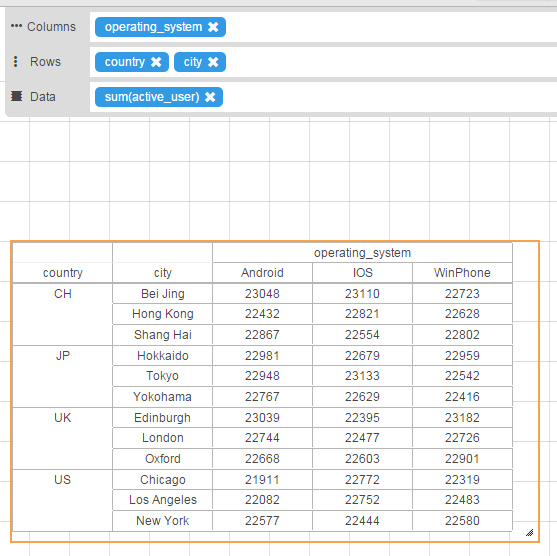 Columns operating_system
Rows country city
Data sum(active_user)
operating_system
country city Android IOS WinPhone
CH Bei Jing 23048 23110 22723
Hong Kong 22432 22821 22628
Shang Hai 22867 22554 22802
JP Hokkaido 22981 22679 22959
Tokyo 22948 23133 22542
Yokohama 22767 22629 22416
UK Edinburgh 23039 22395 23182
London 22744 22477 22726
Oxford 22668 22603 22901
US Chicago 21911 22772 22319
Los Angeles 22082 22752 22483
New York 22577 22444 22580